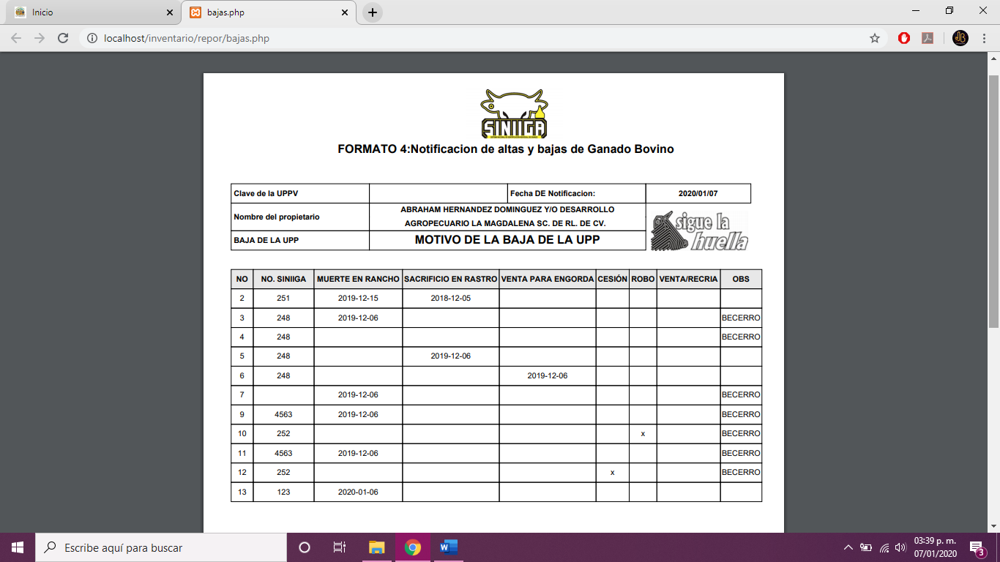 Inicio
bajas.php
localhost/inventario/repor/bajas.php
SINIIGA
FORMATO 4:Notificacion de altas y bajas de Ganado Bovino
Clave de la UPPV Fecha DE Notificacion: 2020/01/07
Nombre del propietario ABRAHAM HERNANDEZ DOMINGUEZ Y/O DESARROLLO
AGROPECUARIO LA MAGDALENA SC. DE RL. DE CV.
sigue la
huella
BAJA DE LA UPP MOTIVO DE LA BAJA DE LA UPP
NO NO. SINIIGA MUERTE EN RANCHO SACRIFICIO EN RASTRO VENTA PARA ENGORDA CESIÓN ROBO VENTA/RECRIA OBS
2 251 2019-12-15 2018-12-05
3 248 2019-12-06 BECERRO
4 248 BECERRO
5 248 2019-12-06
6 248 2019-12-06
7 2019-12-06 BECERRO
9 4563 2019-12-06 BECERRO
10 252 x BECERRO
11 4563 2019-12-06 BECERRO
12 252 x BECERRO
13 123 2020-01-06
Escribe aquí para buscar
03:39 p. m.
07/01/2020
3